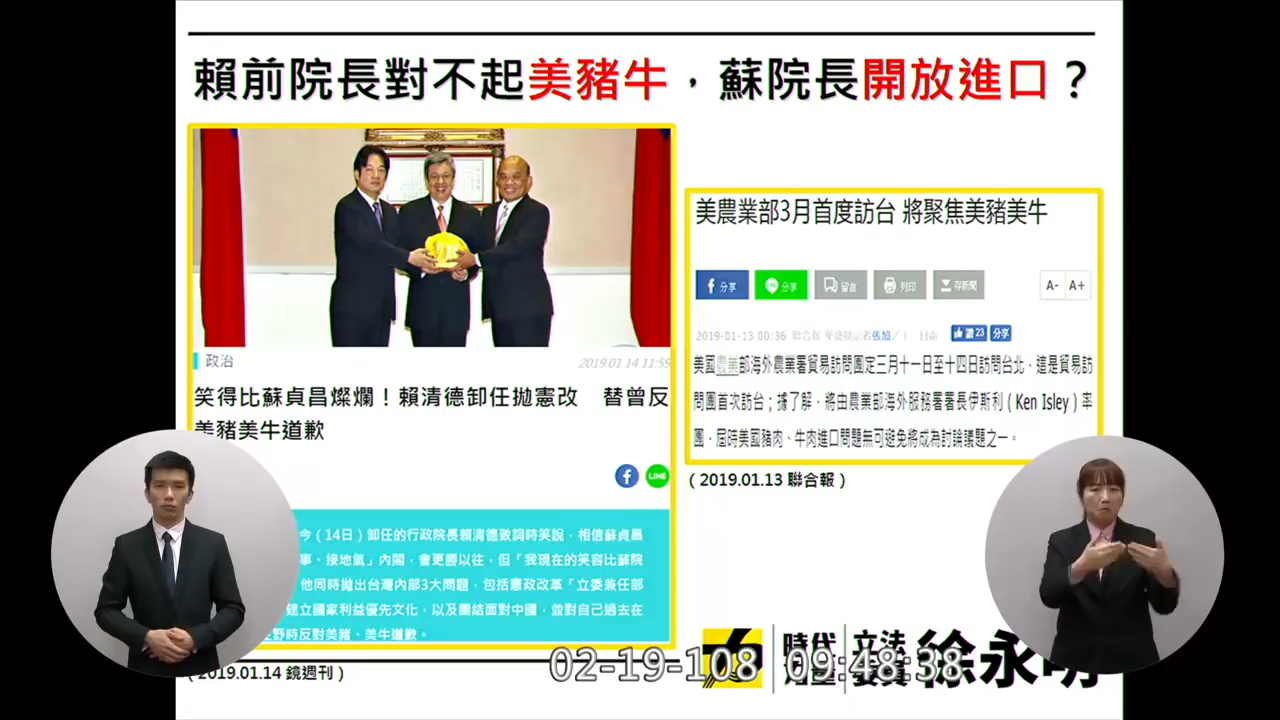 賴前院長對不起美豬牛，蘇院長開放進口？
政治
2019.01.14 11:59
笑得比蘇貞昌燦爛！賴清德卸任拋憲改　替曾反
美豬美牛道歉
LINE
今（14日）卸任的行政院長賴清德致詞時笑說，相信蘇貞昌
事、接地氣」內閣，會更勝以往，但「我現在的笑容比蘇院
他同時拋出台灣內部3大問題，包括憲政改革「立委兼任部
建立國家利益優先文化，以及團結面對中國，並對自己過去在
野時反對美豬、美牛道歉。
2019.01.14 鏡週刊）
美農業部3月首度訪台 將聚焦美豬美牛
分享
分享
留言
列印
存新聞
A- A+
2019-01-13 00:36 聯合報
讚 23 分享
美國農業部海外農業署貿易訪問團定三月十一日至十四日訪問台北，這是貿易訪
問團首次訪台；據了解，將由農業部海外服務署署長伊斯利（Ken Isley）率
團，屆時美國豬肉、牛肉進口問題無可避免將成為討論議題之一。
（2019.01.13 聯合報）
時代力量 立法委員 徐永明
02-19-108 09:48:38